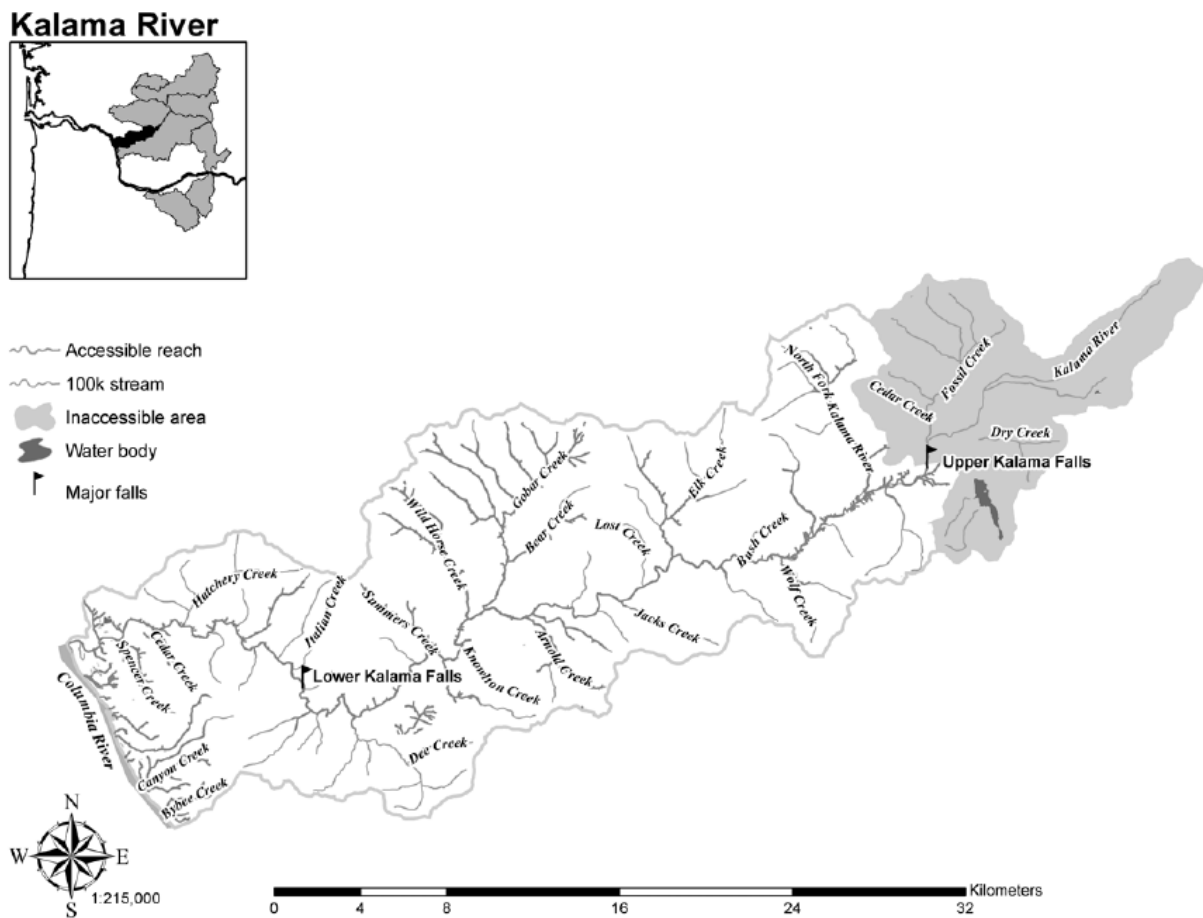 Kalama River
Accessible reach
100k stream
Inaccessible area
Water body
Major falls
North Fork Kalama River
Cedar Creek
Fossil Creek
Kalama River
Dry Creek
Upper Kalama Falls
Elk Creek
Gobar Creek
Wild Horse Creek
Bear Creek
Lost Creek
Bush Creek
Wolf Creek
Jacks Creek
Hatchery Creek
Italian Creek
Summers Creek
Arnold Creek
Knowlton Creek
Lower Kalama Falls
Cedar Creek
Spencer Creek
Columbia River
Dee Creek
Canyon Creek
Bybee Creek
N
W E
S
1:215,000
Kilometers
0 4 8 16 24 32